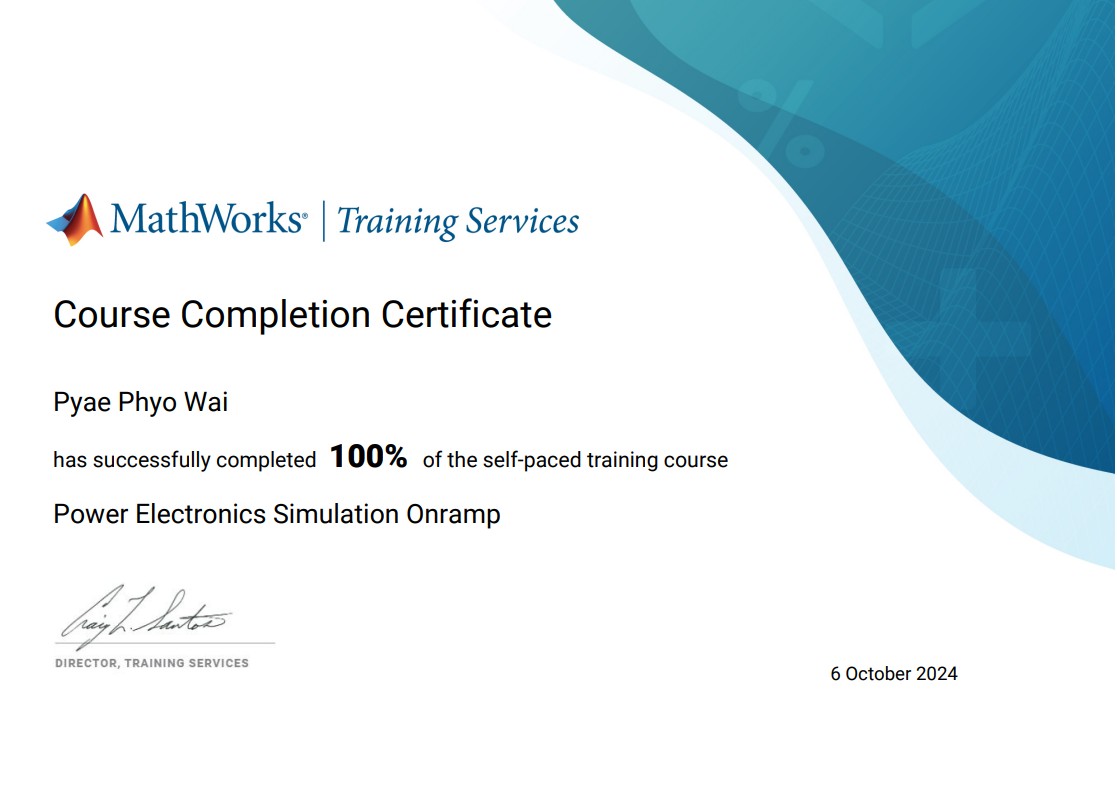 MathWorks® | Training Services
Course Completion Certificate
Pyae Phyo Wai
has successfully completed 100% of the self-paced training course
Power Electronics Simulation Onramp
Craig L. Santos
DIRECTOR, TRAINING SERVICES
6 October 2024